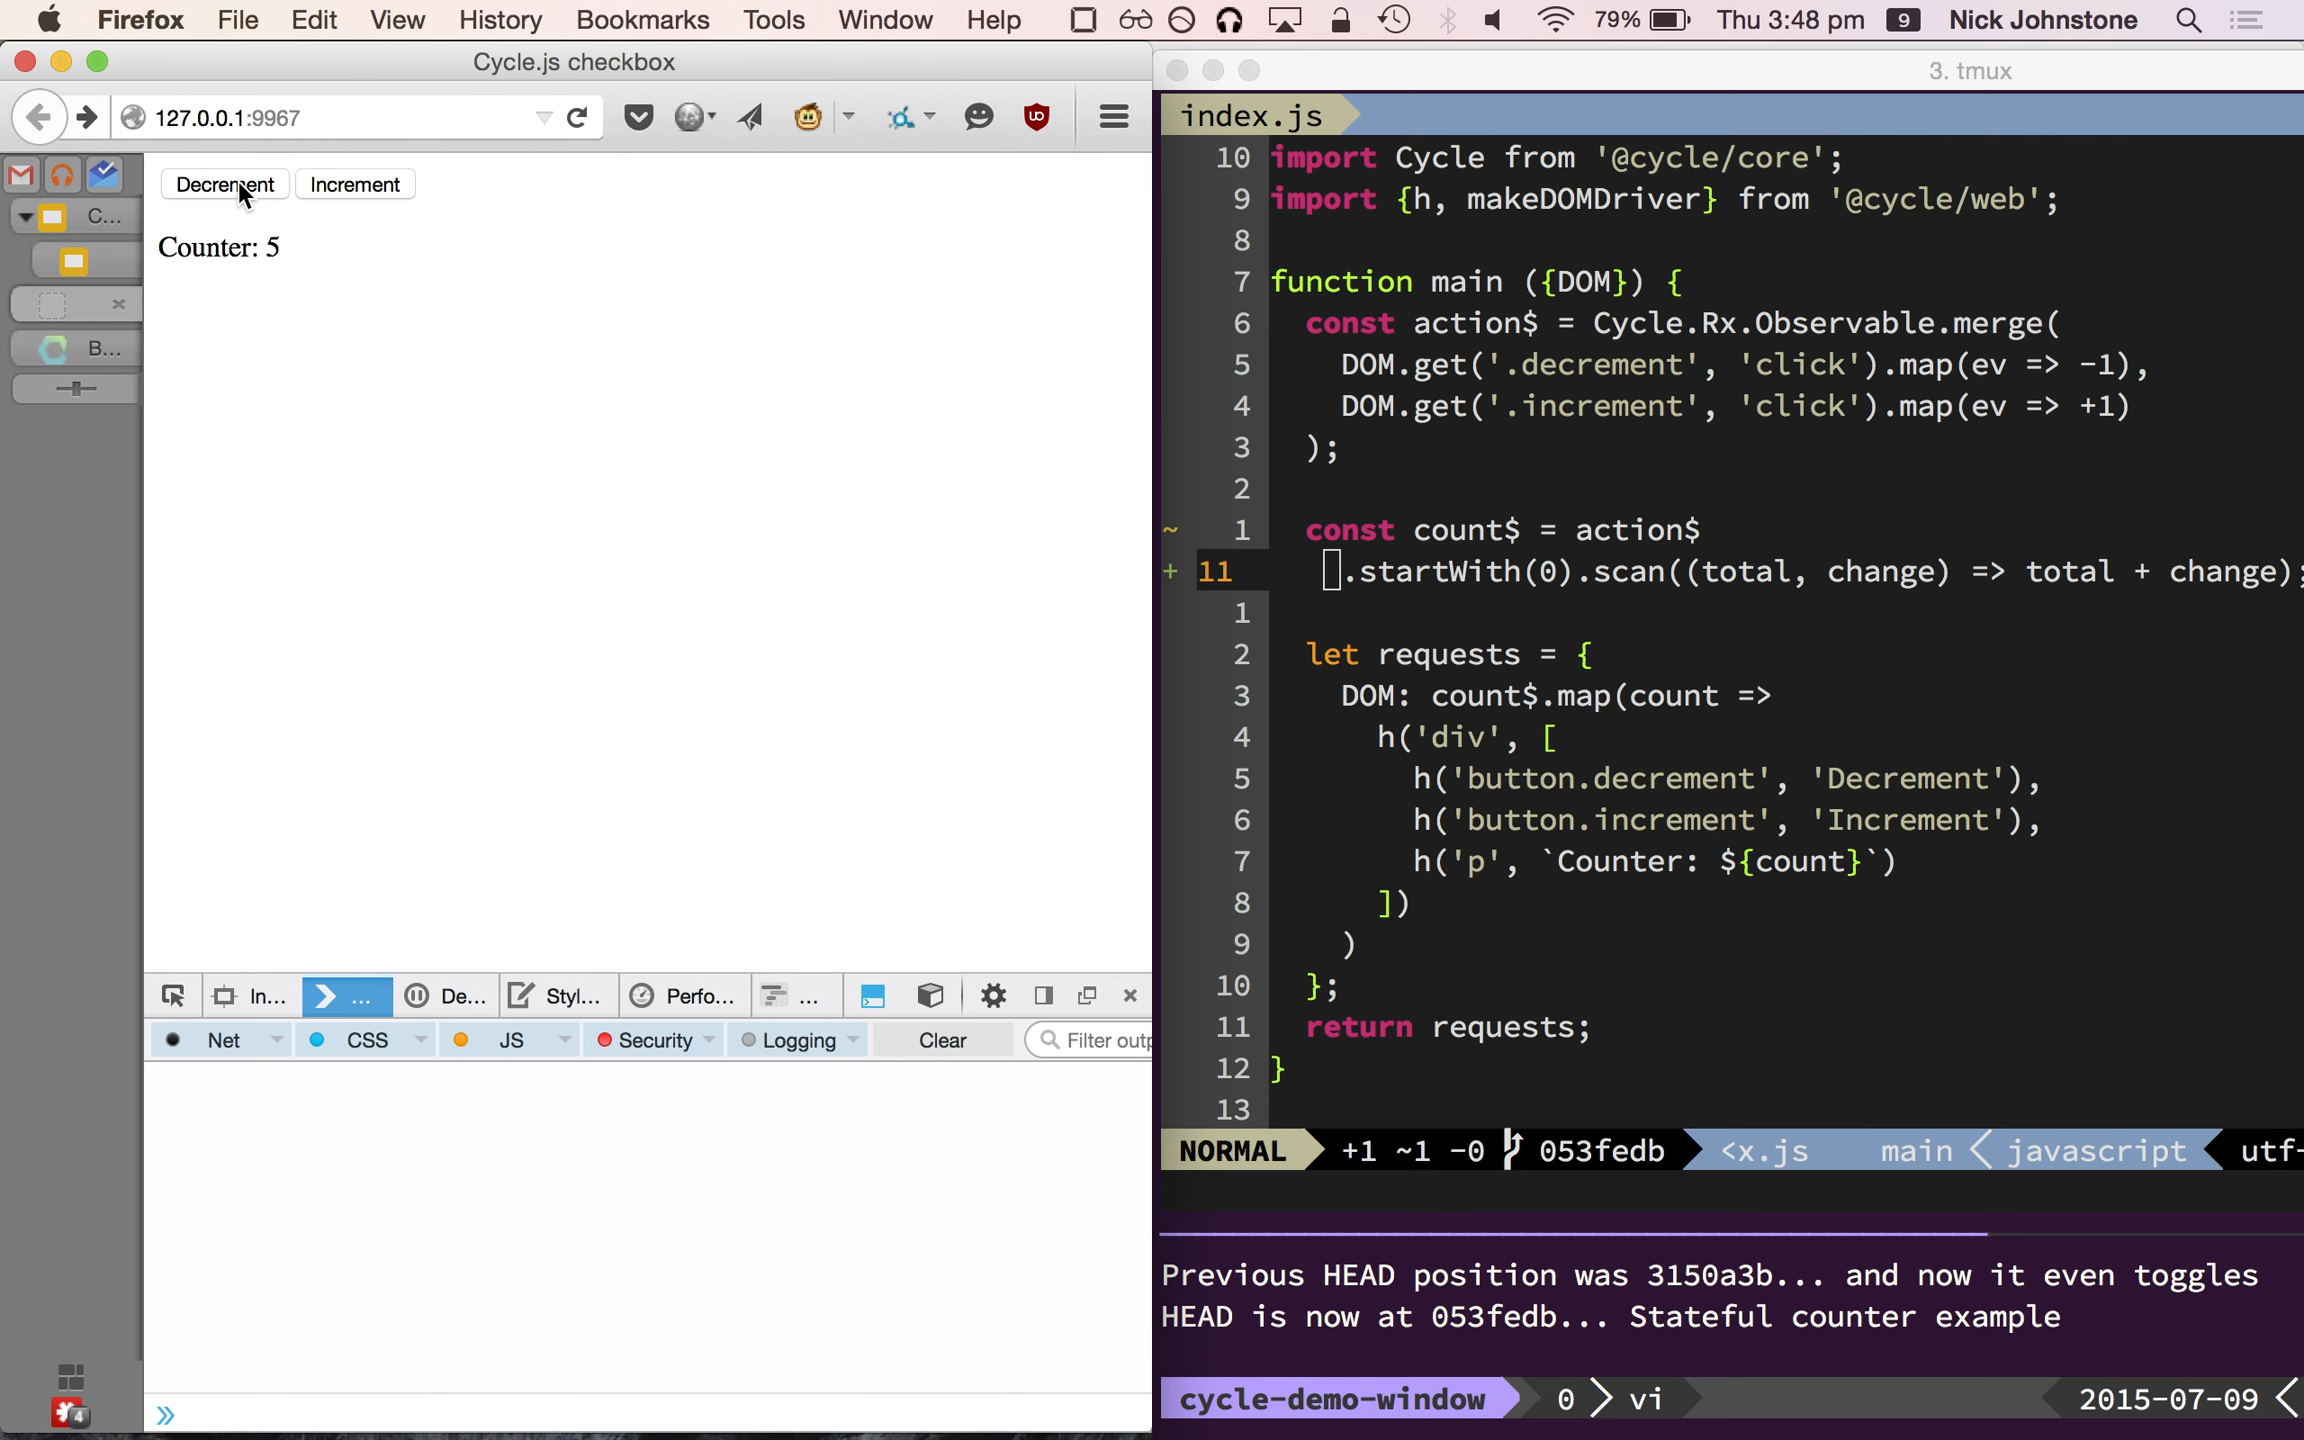 Firefox File Edit View History Bookmarks Tools Window Help 79% Thu 3:48 pm 9 Nick Johnstone
Cycle.js checkbox
127.0.0.1:9967
C...
B...
Decrement Increment
Counter: 5
In... ... De... Styl... Perfo... ...
Net CSS JS Security Logging Clear Filter outp
4
»
3. tmux
index.js
10 import Cycle from '@cycle/core';
9 import {h, makeDOMDriver} from '@cycle/web';
8
7 function main ({DOM}) {
6 const action$ = Cycle.Rx.Observable.merge(
5 DOM.get('.decrement', 'click').map(ev => -1),
4 DOM.get('.increment', 'click').map(ev => +1)
3 );
2
~ 1 const count$ = action$
+ 11 .startWith(0).scan((total, change) => total + change);
1
2 let requests = {
3 DOM: count$.map(count =>
4 h('div', [
5 h('button.decrement', 'Decrement'),
6 h('button.increment', 'Increment'),
7 h('p', `Counter: ${count}`)
8 ])
9 )
10 };
11 return requests;
12 }
13
NORMAL +1 ~1 -0 053fedb <x.js main javascript utf-
Previous HEAD position was 3150a3b... and now it even toggles
HEAD is now at 053fedb... Stateful counter example
cycle-demo-window 0 vi 2015-07-09